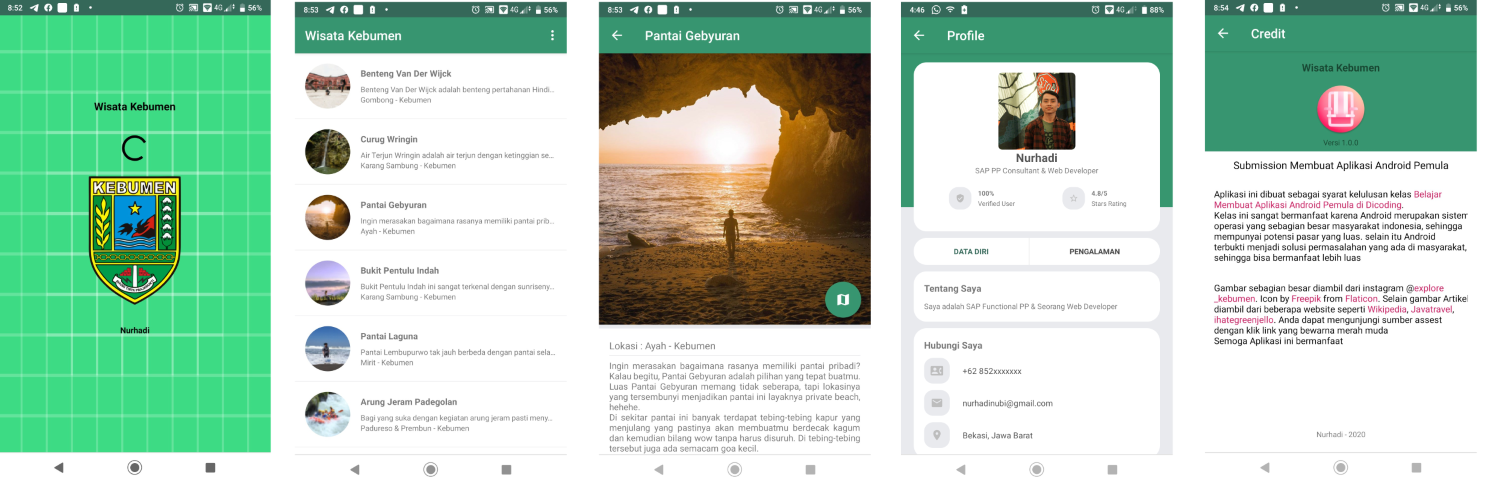 8:52
4G
56%
Wisata Kebumen
KEBUMEN
Nurhadi
8:53
4G
56%
Wisata Kebumen
Benteng Van Der Wijck
Benteng Van Der Wijck adalah benteng pertahanan Hindi...
Gombong - Kebumen
Curug Wringin
Air Terjun Wringin adalah air terjun dengan ketinggian se...
Karang Sambung - Kebumen
Pantai Gebyuran
Ingin merasakan bagaimana rasanya memiliki pantai prib...
Ayah - Kebumen
Bukit Pentulu Indah
Bukit Pentulu Indah ini sangat terkenal dengan sunriseny...
Karang Sambung - Kebumen
Pantai Laguna
Pantai Lembupurwo tak jauh berbeda dengan pantai sela...
Mirit - Kebumen
Arung Jeram Padegolan
Bagi yang suka dengan kegiatan arung jeram pasti meny...
Padureso & Prembun - Kebumen
8:53
4G
56%
Pantai Gebyuran
Lokasi : Ayah - Kebumen
Ingin merasakan bagaimana rasanya memiliki pantai pribadi?
Kalau begitu, Pantai Gebyuran adalah pilihan yang tepat buatmu.
Luas Pantai Gebyuran memang tidak seberapa, tapi lokasinya
yang tersembunyi menjadikan pantai ini layaknya private beach,
hehehe.
Di sekitar pantai ini banyak terdapat tebing-tebing kapur yang
menjulang yang pastinya akan membuatmu berdecak kagum
dan kemudian bilang wow tanpa harus disuruh. Di tebing-tebing
tersebut juga ada semacam goa kecil.
4:46
4G
88%
Profile
Nurhadi
SAP PP Consultant & Web Developer
100%
Verified User
4.8/5
Stars Rating
DATA DIRI
PENGALAMAN
Tentang Saya
Saya adalah SAP Functional PP & Seorang Web Developer
Hubungi Saya
+62 852xxxxxxx
nurhadinubi@gmail.com
Bekasi, Jawa Barat
8:54
4G
56%
Credit
Wisata Kebumen
Versi 1.0.0
Submission Membuat Aplikasi Android Pemula
Aplikasi ini dibuat sebagai syarat kelulusan kelas Belajar
Membuat Aplikasi Android Pemula di Dicoding.
Kelas ini sangat bermanfaat karena Android merupakan sistem
operasi yang sebagian besar masyarakat indonesia, sehingga
mempunyai potensi pasar yang luas. selain itu Android
terbukti menjadi solusi permasalahan yang ada di masyarakat,
sehingga bisa bermanfaat lebih luas
Gambar sebagian besar diambil dari instagram @explore
_kebumen. Icon by Freepik from Flaticon. Selain gambar Artikel
diambil dari beberapa website seperti Wikipedia, Javatravel,
ihategreenjello. Anda dapat mengunjungi sumber assest
dengan klik link yang bewarna merah muda
Semoga Aplikasi ini bermanfaat
Nurhadi - 2020